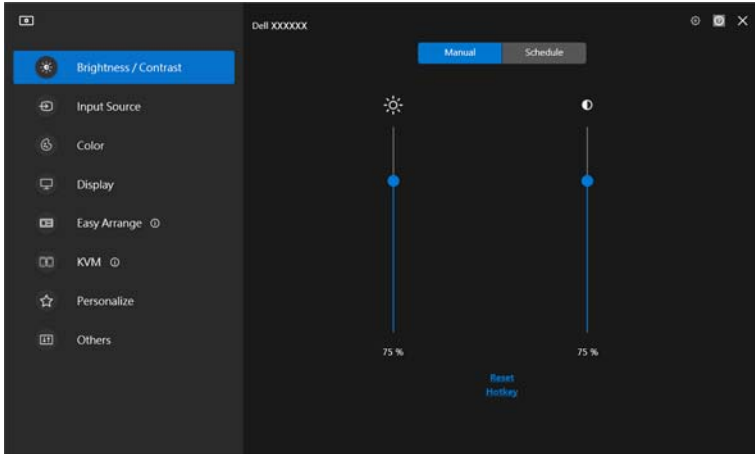 Dell XXXXXX
Manual
Schedule
Brightness / Contrast
Input Source
Color
Display
Easy Arrange
KVM
Personalize
Others
75 %
75 %
Reset
Hotkey